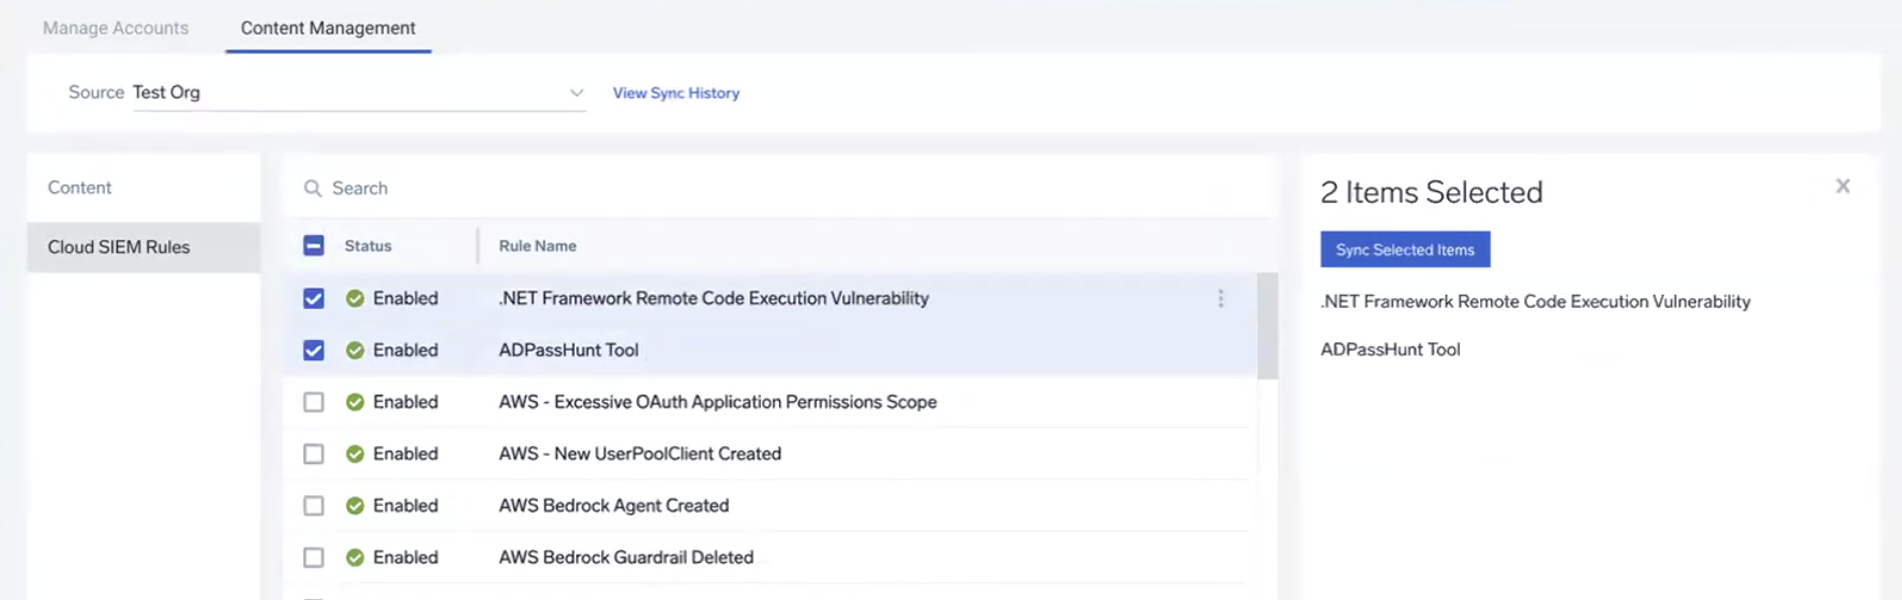 Manage Accounts
Content Management
Source Test Org
View Sync History
Content
Cloud SIEM Rules
Search
Status Rule Name
Enabled .NET Framework Remote Code Execution Vulnerability
Enabled ADPassHunt Tool
Enabled AWS - Excessive OAuth Application Permissions Scope
Enabled AWS - New UserPoolClient Created
Enabled AWS Bedrock Agent Created
Enabled AWS Bedrock Guardrail Deleted
2 Items Selected
Sync Selected Items
.NET Framework Remote Code Execution Vulnerability
ADPassHunt Tool